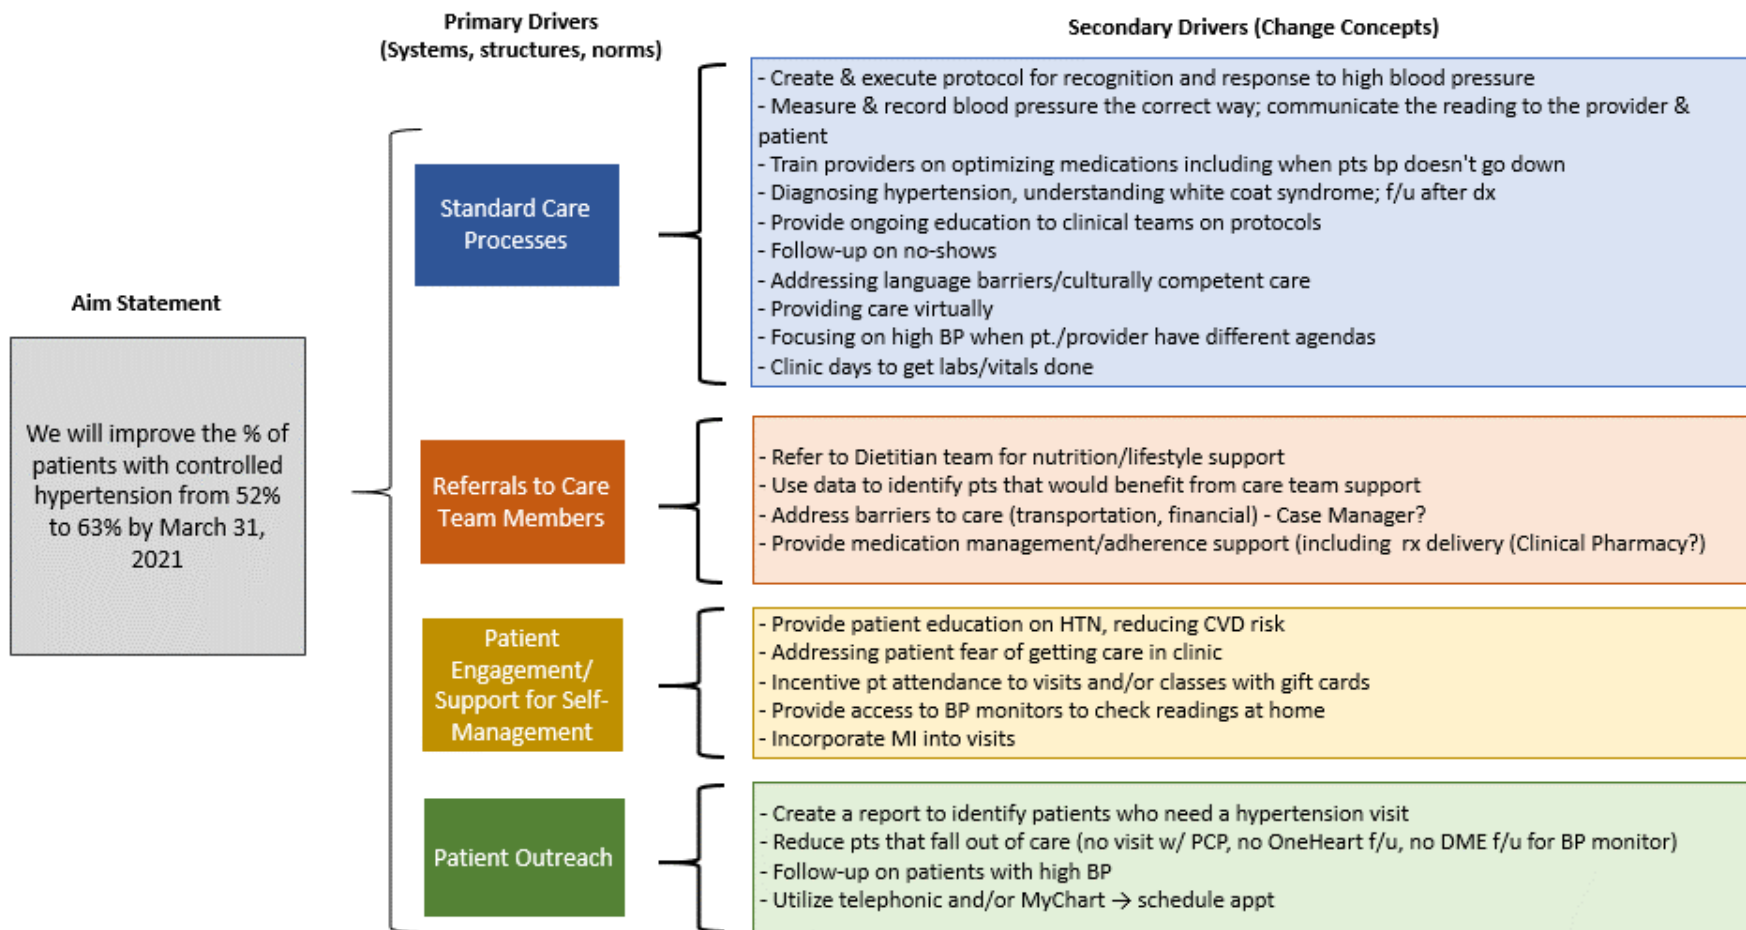 Primary Drivers
(Systems, structures, norms)
Secondary Drivers (Change Concepts)
Aim Statement
We will improve the % of
patients with controlled
hypertension from 52%
to 63% by March 31,
2021
Standard Care
Processes
- Create & execute protocol for recognition and response to high blood pressure
- Measure & record blood pressure the correct way; communicate the reading to the provider &
patient
- Train providers on optimizing medications including when pts bp doesn't go down
- Diagnosing hypertension, understanding white coat syndrome; f/u after dx
- Provide ongoing education to clinical teams on protocols
- Follow-up on no-shows
- Addressing language barriers/culturally competent care
- Providing care virtually
- Focusing on high BP when pt./provider have different agendas
- Clinic days to get labs/vitals done
Referrals to Care
Team Members
- Refer to Dietitian team for nutrition/lifestyle support
- Use data to identify pts that would benefit from care team support
- Address barriers to care (transportation, financial) - Case Manager?
- Provide medication management/adherence support (including rx delivery (Clinical Pharmacy?)
Patient
Engagement/
Support for Self-
Management
- Provide patient education on HTN, reducing CVD risk
- Addressing patient fear of getting care in clinic
- Incentive pt attendance to visits and/or classes with gift cards
- Provide access to BP monitors to check readings at home
- Incorporate MI into visits
Patient Outreach
- Create a report to identify patients who need a hypertension visit
- Reduce pts that fall out of care (no visit w/ PCP, no OneHeart f/u, no DME f/u for BP monitor)
- Follow-up on patients with high BP
- Utilize telephonic and/or MyChart → schedule appt